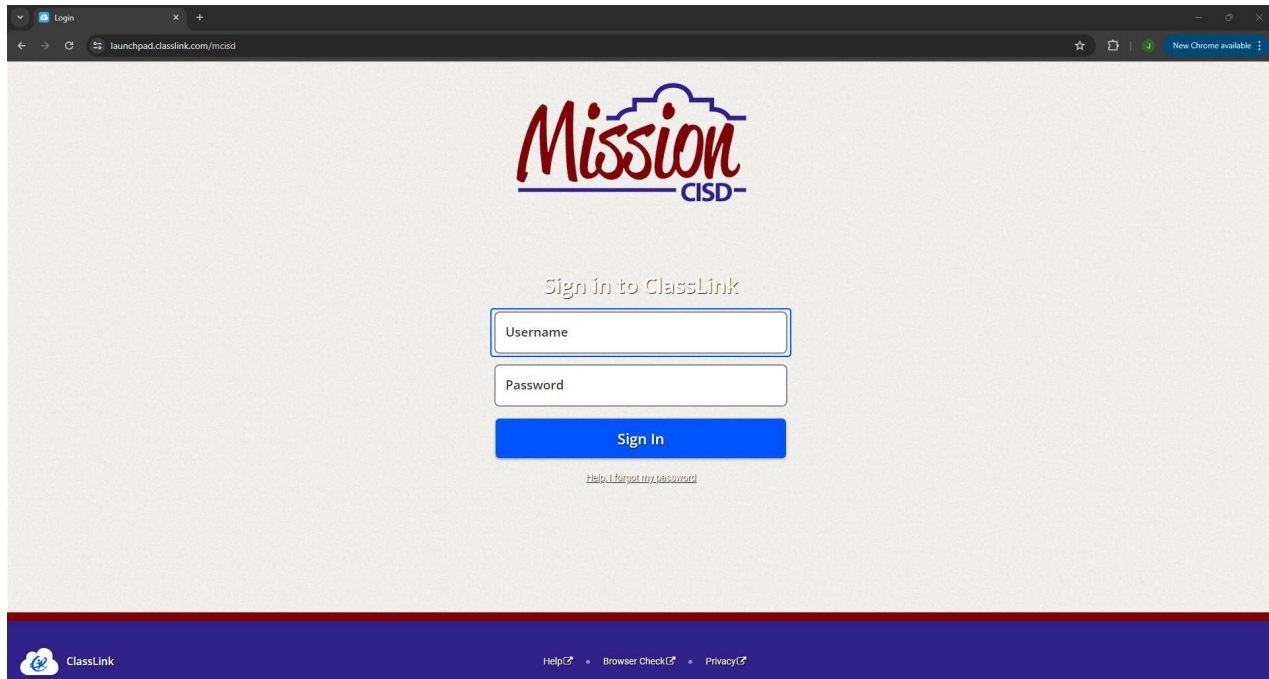 Login
launchpad.classlink.com/mcisd
J
New Chrome available
Mission
CISD
Sign in to ClassLink
Username
Password
Sign In
Help, I forgot my password
ClassLink
Help
Browser Check
Privacy